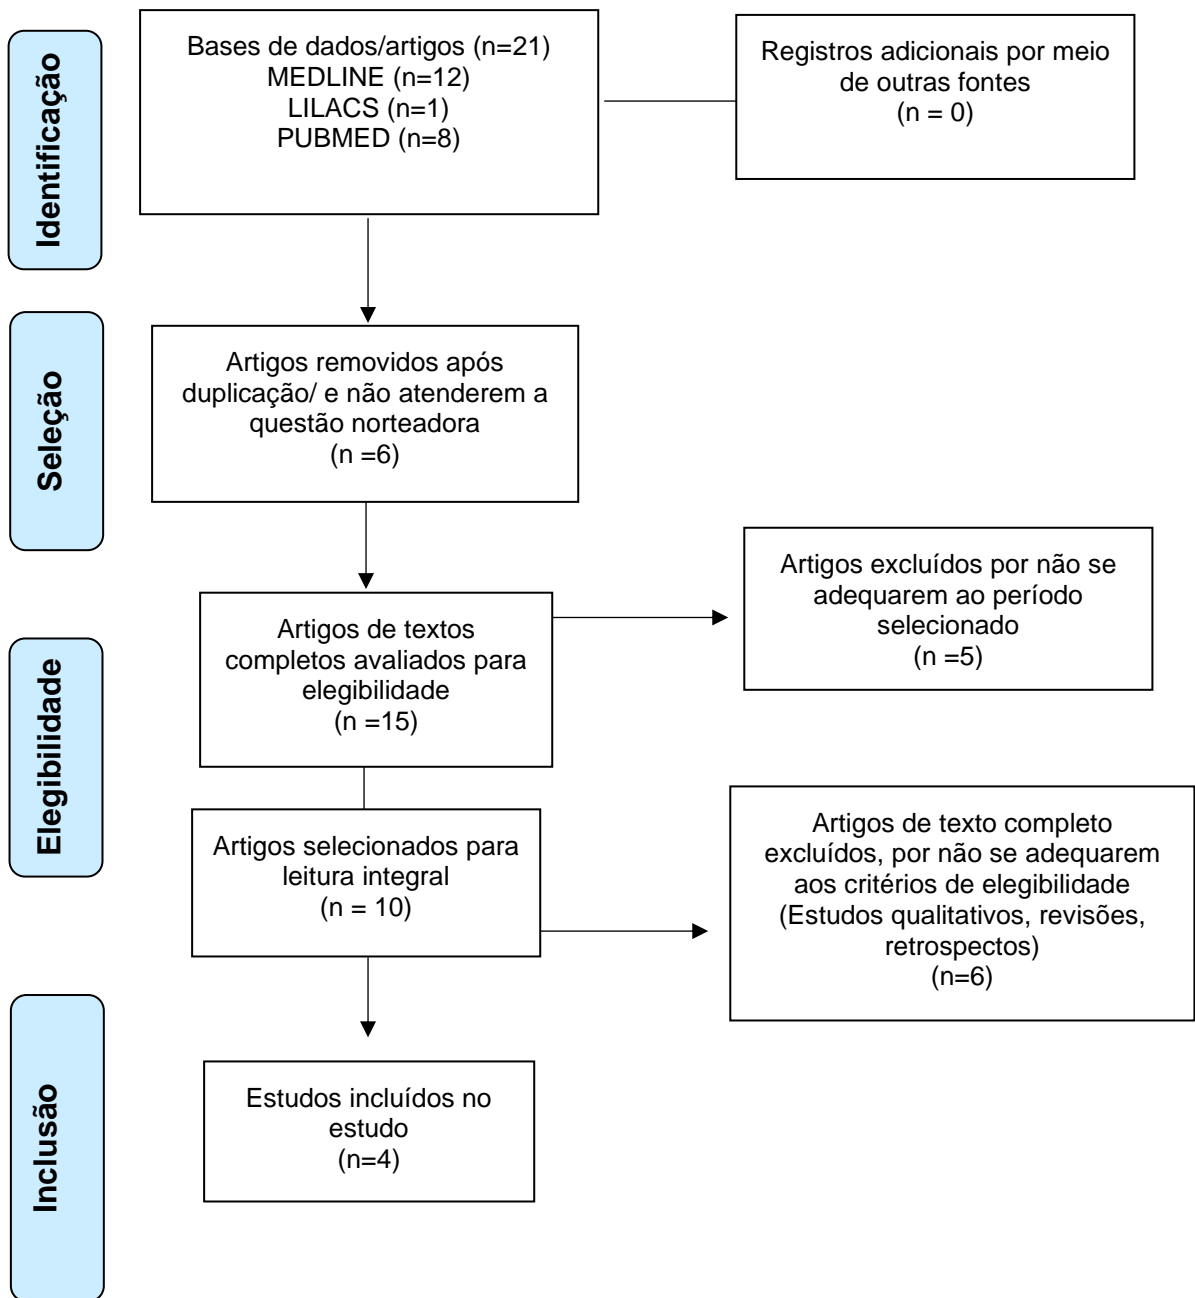 Identificação
Bases de dados/artigos (n=21)
MEDLINE (n=12)
LILACS (n=1)
PUBMED (n=8)
Registros adicionais por meio
de outras fontes
(n = 0)
Seleção
Artigos removidos após
duplicação/ e não atenderem a
questão norteadora
(n =6)
Elegibilidade
Artigos de textos
completos avaliados para
elegibilidade
(n =15)
Artigos excluídos por não se
adequarem ao período
selecionado
(n =5)
Artigos selecionados para
leitura integral
(n = 10)
Artigos de texto completo
excluídos, por não se adequarem
aos critérios de elegibilidade
(Estudos qualitativos, revisões,
retrospectos)
(n=6)
Inclusão
Estudos incluídos no
estudo
(n=4)